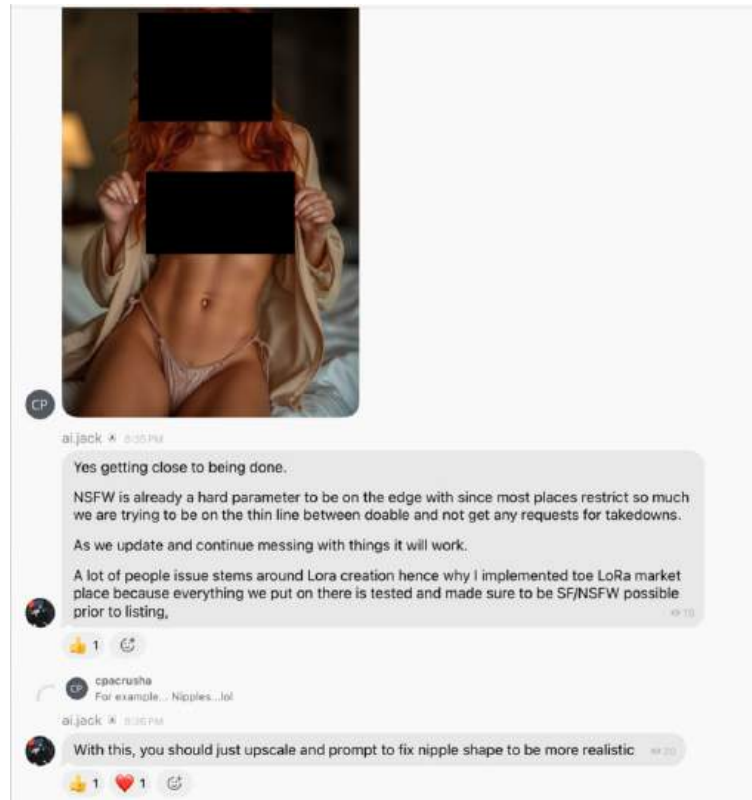 CP
ai.jack 8:35 PM
Yes getting close to being done.
NSFW is already a hard parameter to be on the edge with since most places restrict so much
we are trying to be on the thin line between doable and not get any requests for takedowns.
As we update and continue messing with things it will work.
A lot of people issue stems around Lora creation hence why I implemented toe LoRa market
place because everything we put on there is tested and made sure to be SF/NSFW possible
prior to listing,
1
CP cpacrusha
For example... Nipples...lol
ai.jack
With this, you should just upscale and prompt to fix nipple shape to be more realistic
1 1